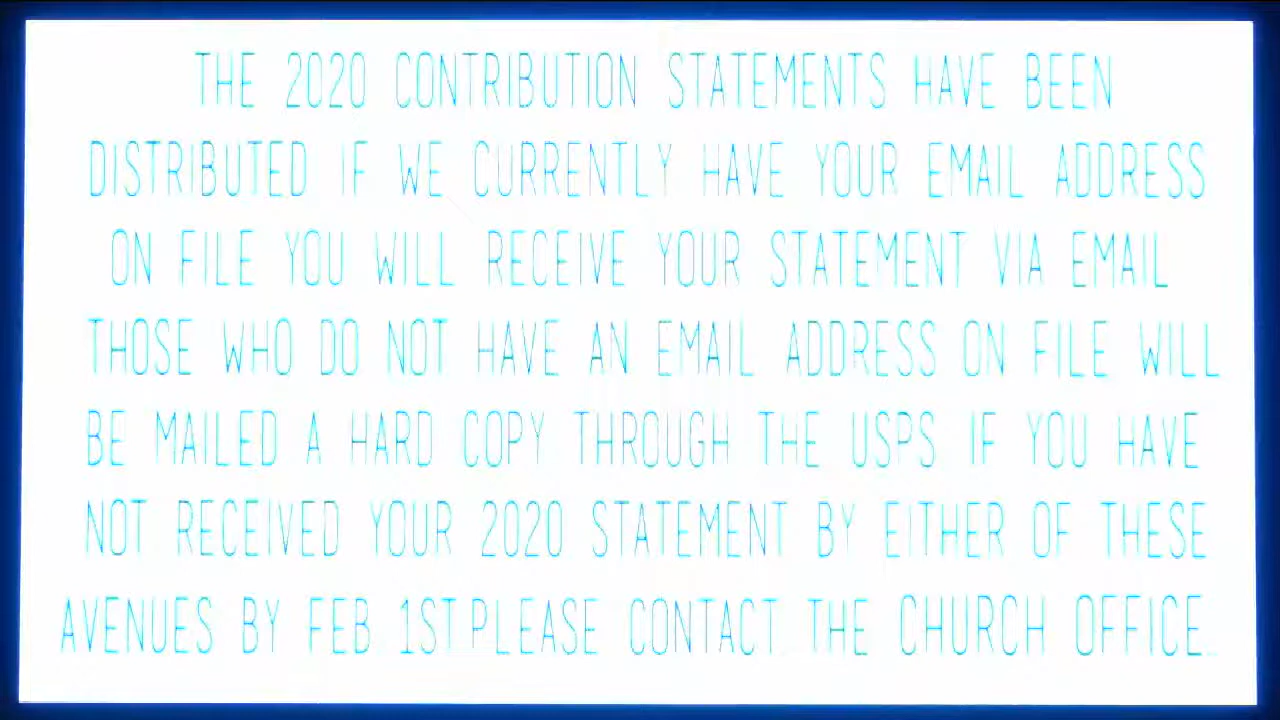 THE 2020 CONTRIBUTION STATEMENTS HAVE BEEN
DISTRIBUTED IF WE CURRENTLY HAVE YOUR EMAIL ADDRESS
ON FILE YOU WILL RECEIVE YOUR STATEMENT VIA EMAIL
THOSE WHO DO NOT HAVE AN EMAIL ADDRESS ON FILE WILL
BE MAILED A HARD COPY THROUGH THE USPS IF YOU HAVE
NOT RECEIVED YOUR 2020 STATEMENT BY EITHER OF THESE
AVENUES BY FEB 1ST PLEASE CONTACT THE CHURCH OFFICE.